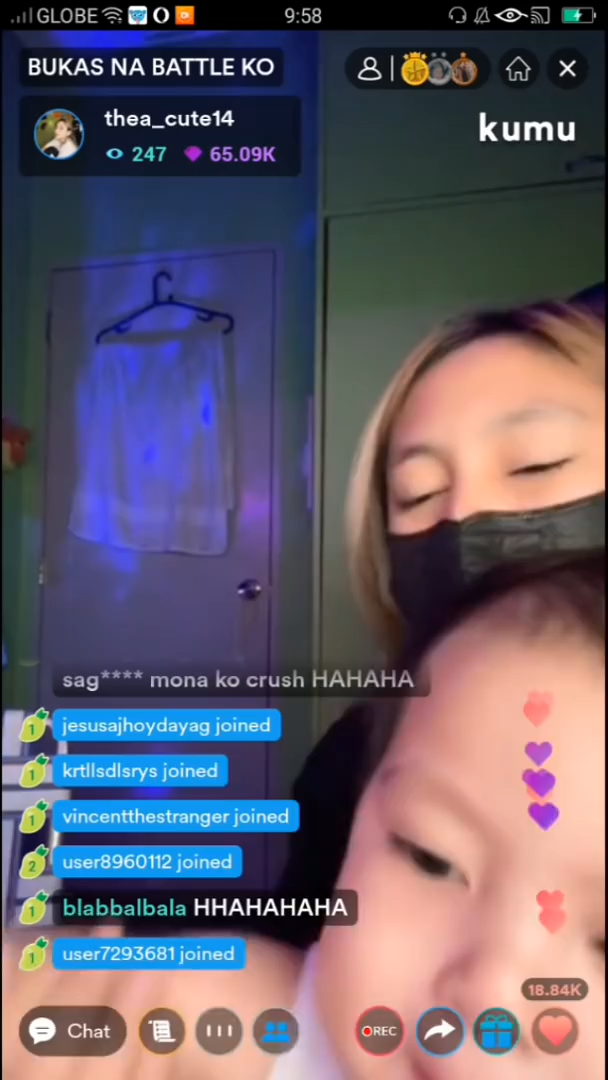 GLOBE
9:58
BUKAS NA BATTLE KO
thea_cute14
247
65.09K
kumu
sag**** mona ko crush HAHAHA
1
jesusajhoydayag joined
1
krtllsdlsrys joined
1
vincentthestranger joined
2
user8960112 joined
1
blabbalbala HHAHAHAHA
1
user7293681 joined
18.84K
Chat
REC